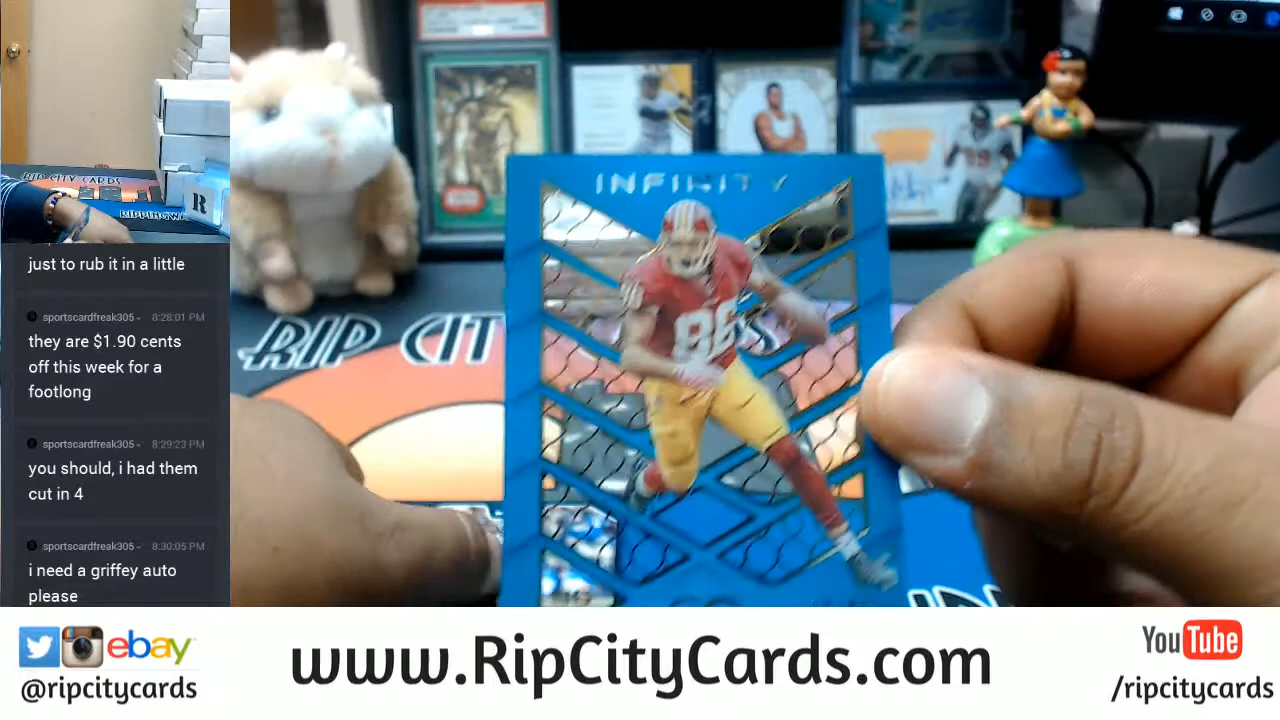 RIP CITY CARDS
R
just to rub it in a little
sportscardfreak305 8:28:01 PM
they are $1.90 cents
off this week for a
footlong
sportscardfreak305 8:29:23 PM
you should, i had them
cut in 4
sportscardfreak305 8:30:05 PM
i need a griffey auto
please
INFINITY
86
RIP CIT
ebay
@ripcitycards
www.RipCityCards.com
YouTube
/ripcitycards